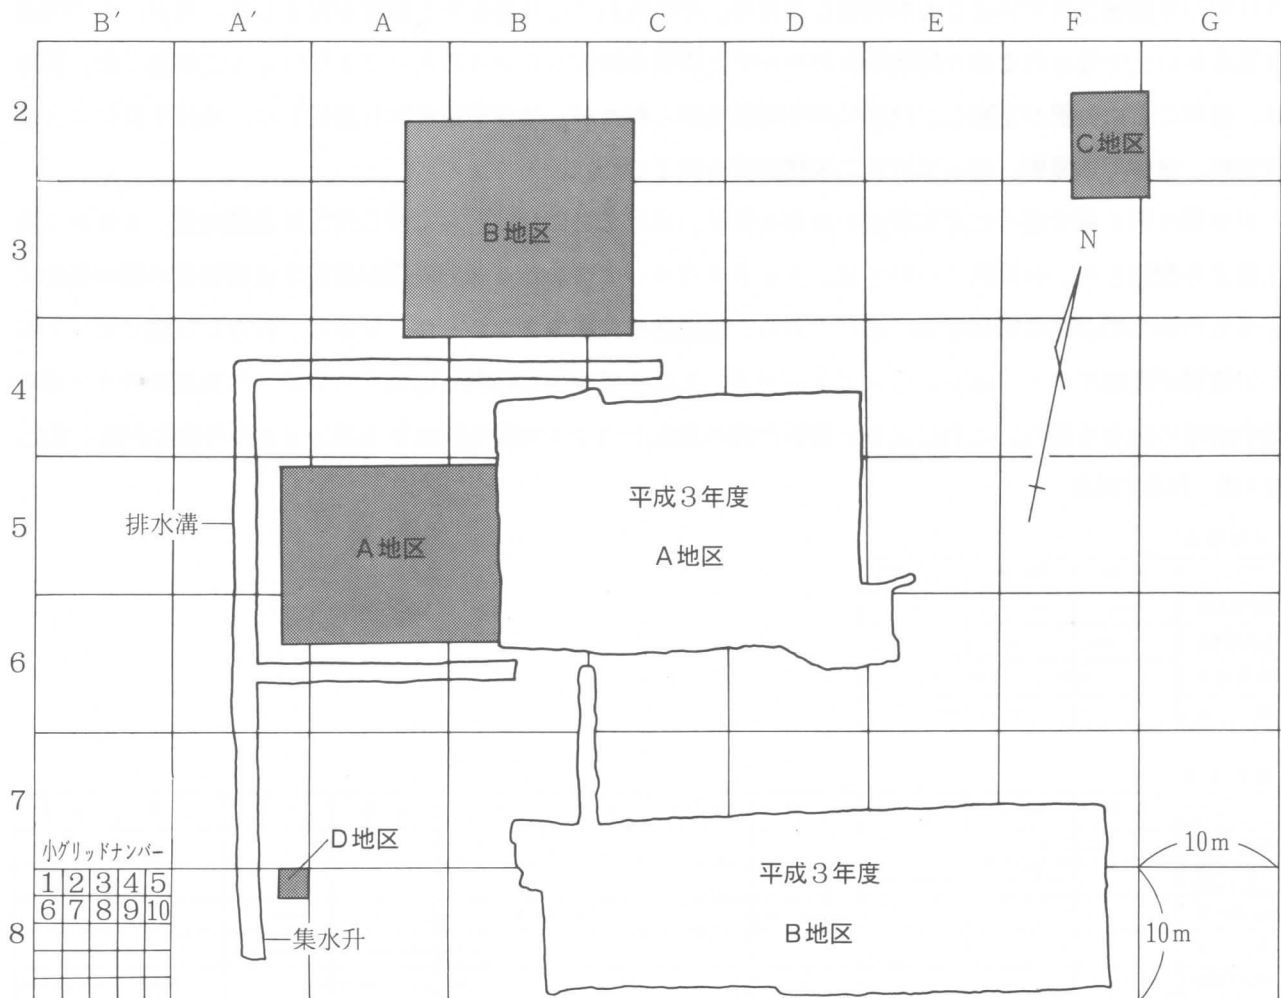 B′ A′ A B C D E F G
2
C地区
B地区
3
N
4
平成3年度
A地区
排水溝
A地区
5
6
7
D地区
小グリッドナンバー
1 2 3 4 5
6 7 8 9 10
10m
平成3年度
B地区
8
集水升
10m